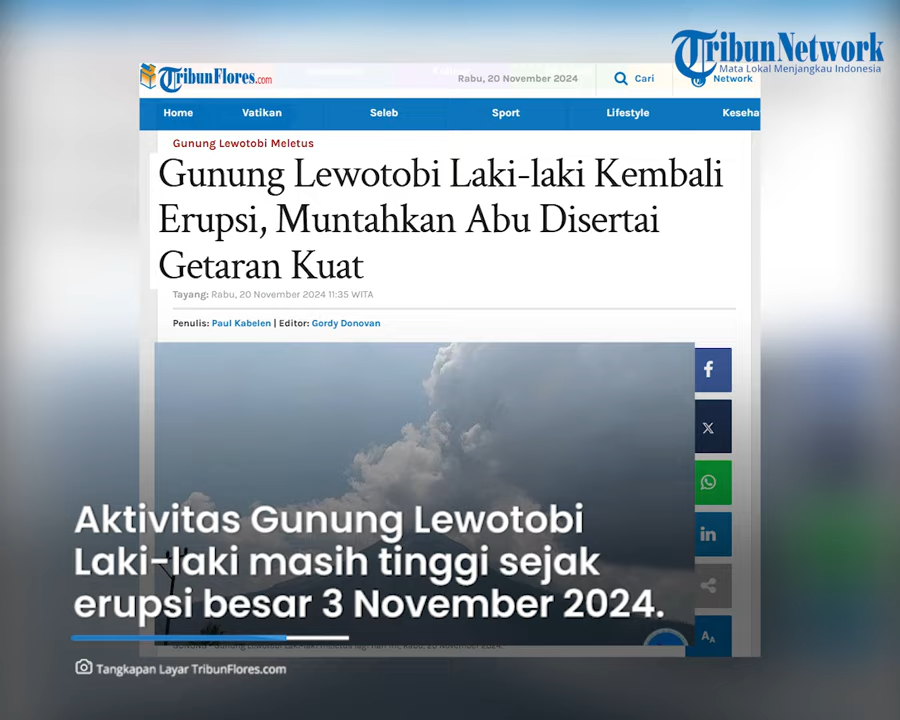 Tribun Network
Mata Lokal Menjangkau Indonesia
TribunFlores.com
Rabu, 20 November 2024
Cari
Network
Home
Vatikan
Seleb
Sport
Lifestyle
Keseha
Gunung Lewotobi Meletus
Gunung Lewotobi Laki-laki Kembali
Erupsi, Muntahkan Abu Disertai
Getaran Kuat
Tayang: Rabu, 20 November 2024 11:35 WITA
Penulis: Paul Kabelen | Editor: Gordy Donovan
Aktivitas Gunung Lewotobi
Laki-laki masih tinggi sejak
erupsi besar 3 November 2024.
Tangkapan Layar TribunFlores.com